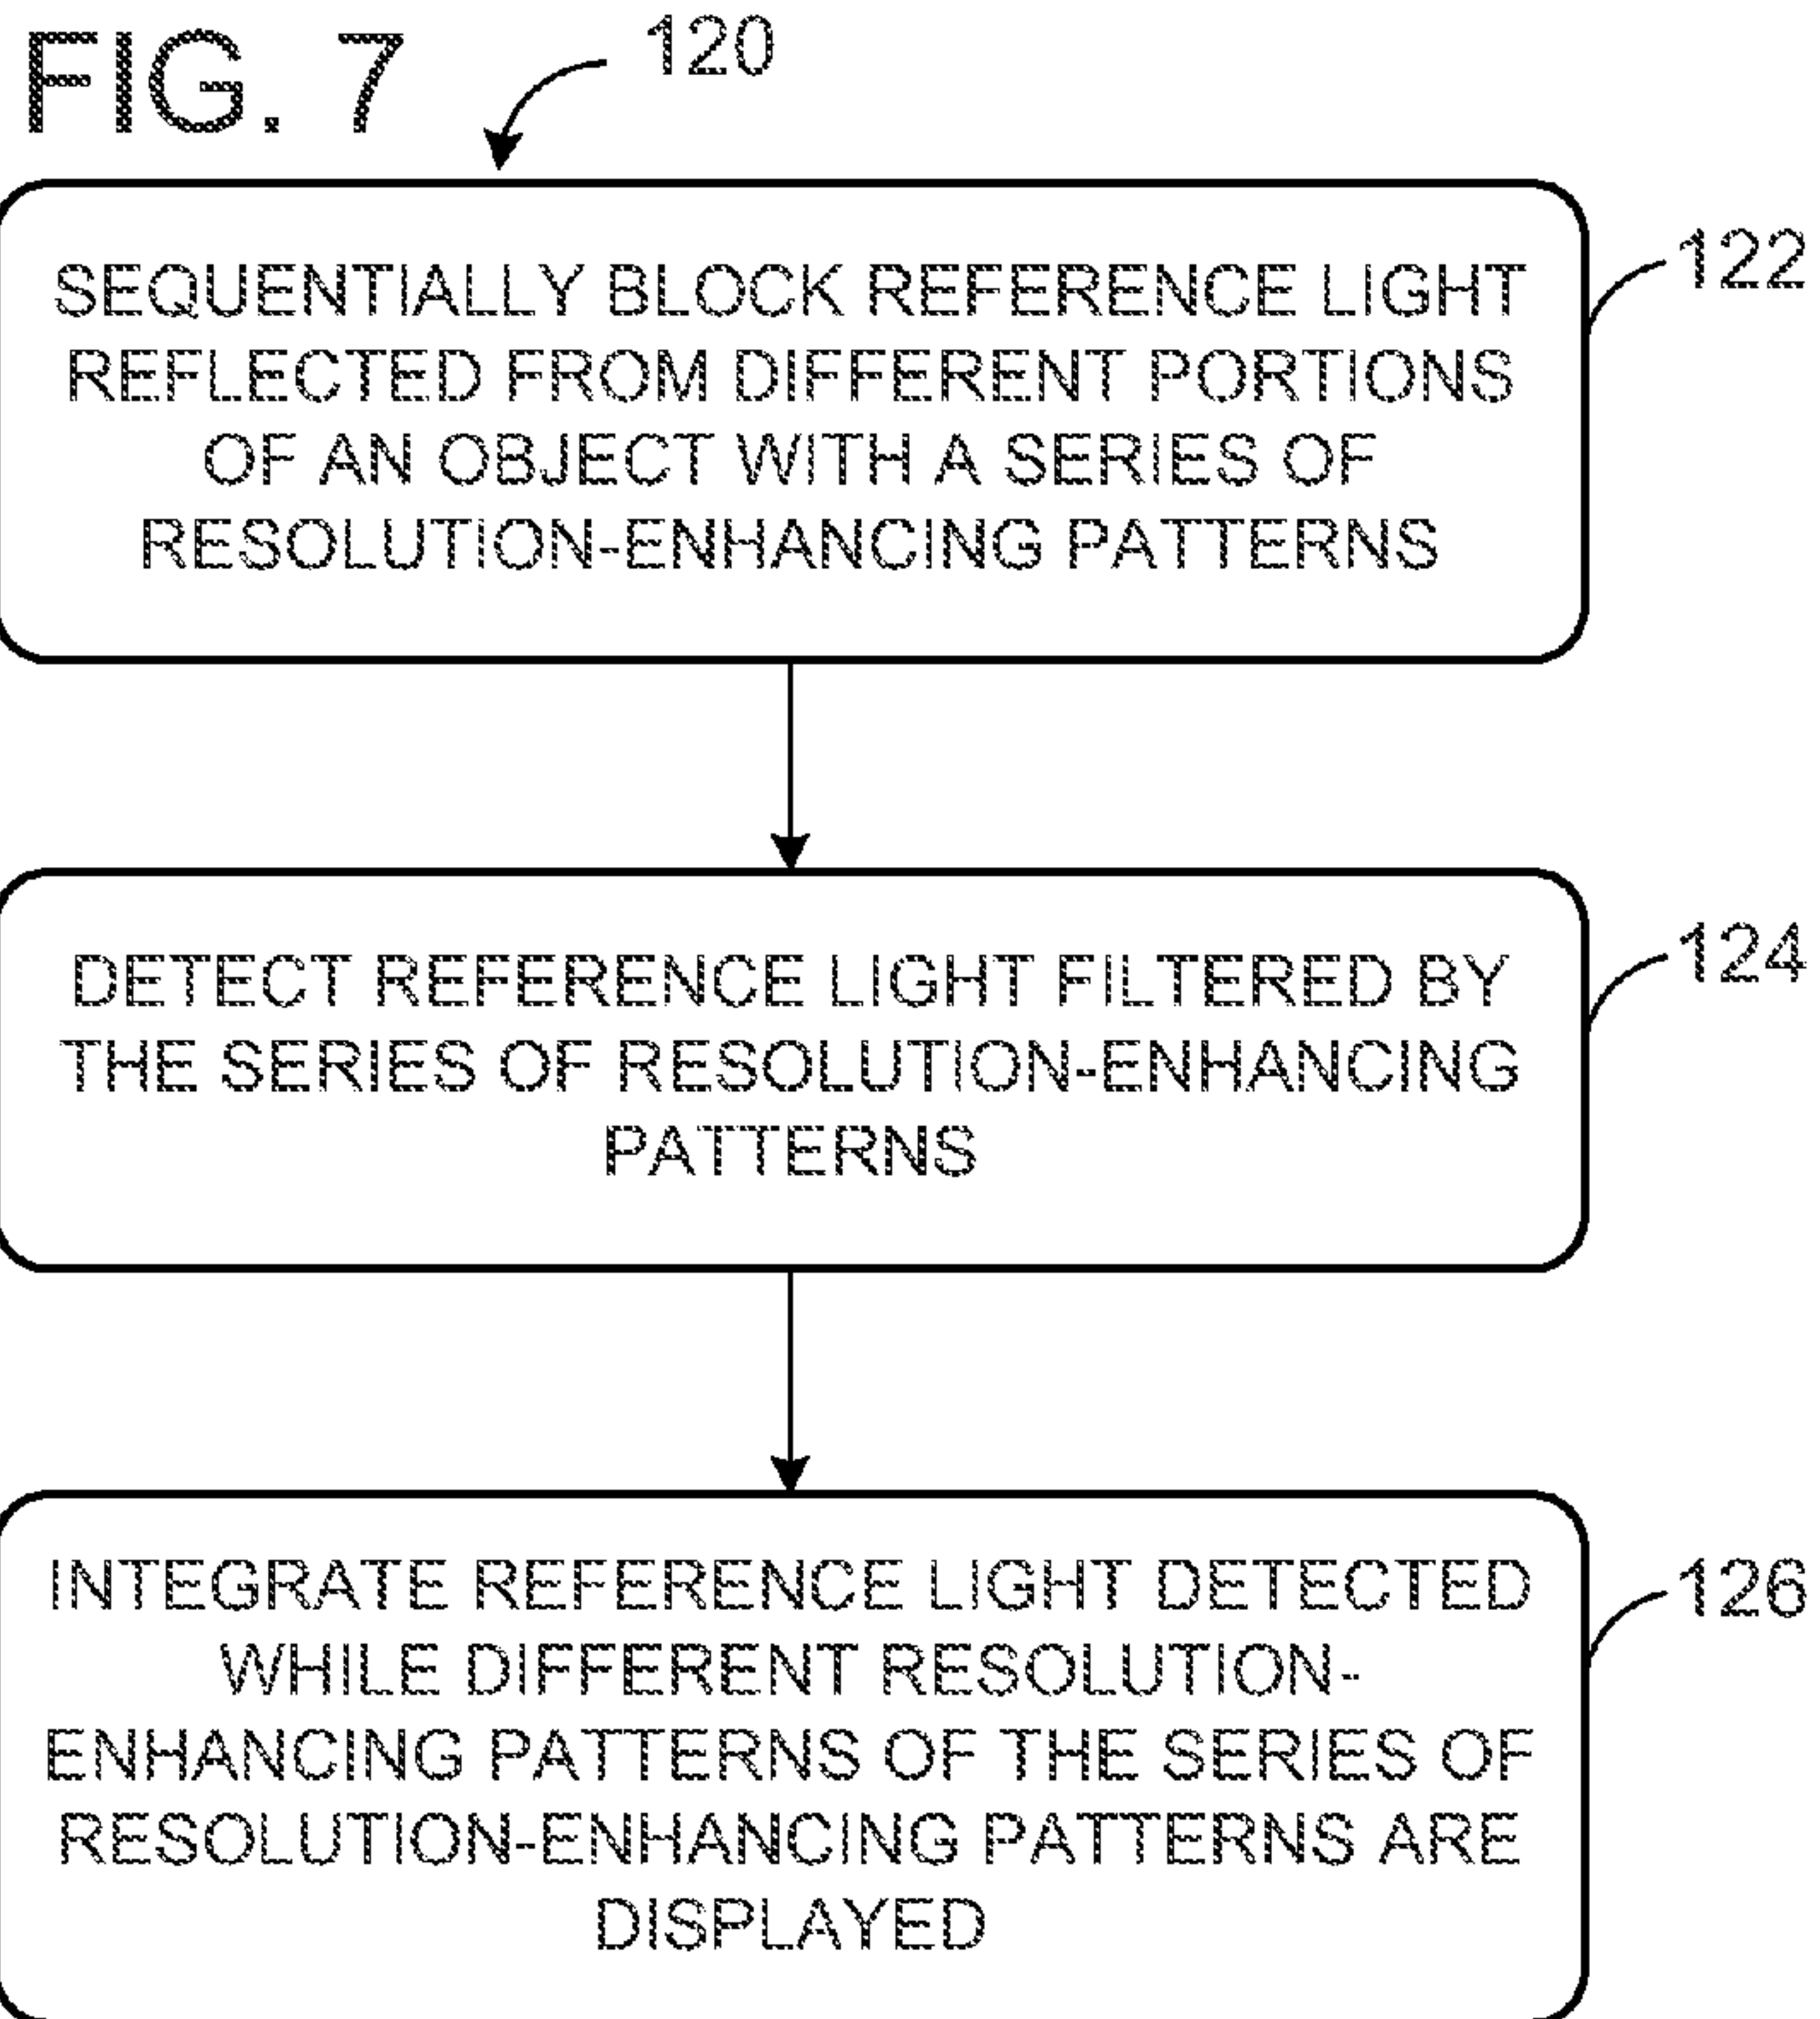 FIG. 7
120
SEQUENTIALLY BLOCK REFERENCE LIGHT
REFLECTED FROM DIFFERENT PORTIONS
OF AN OBJECT WITH A SERIES OF
RESOLUTION-ENHANCING PATTERNS
122
DETECT REFERENCE LIGHT FILTERED BY
THE SERIES OF RESOLUTION-ENHANCING
PATTERNS
124
INTEGRATE REFERENCE LIGHT DETECTED
WHILE DIFFERENT RESOLUTION-
ENHANCING PATTERNS OF THE SERIES OF
RESOLUTION-ENHANCING PATTERNS ARE
DISPLAYED
126